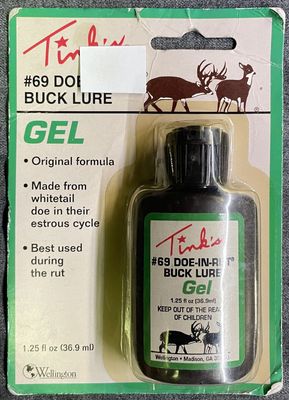 Tink's
#69 DOE
BUCK LURE
GEL
• Original formula
• Made from
whitetail
doe in their
estrous cycle
• Best used
during
the rut
1.25 fl oz (36.9 ml)
Wellington
Tink's
#69 DOE-IN-RUT®
BUCK LURE
Gel
1.25 fl oz (36.9ml)
KEEP OUT OF THE REACH
OF CHILDREN
Wellington • Madison, GA